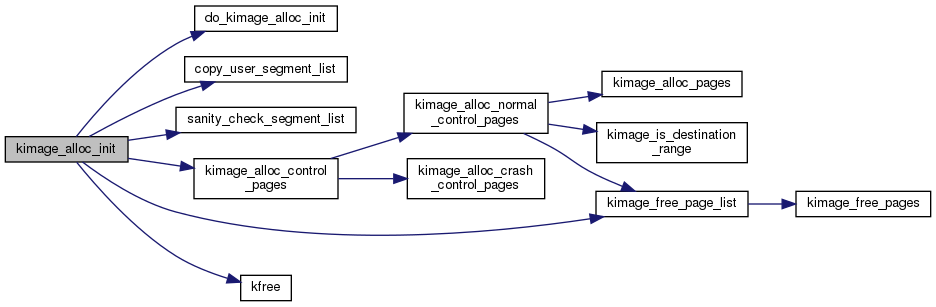 do_kimage_alloc_init
copy_user_segment_list
kimage_alloc_pages
kimage_alloc_normal
_control_pages
sanity_check_segment_list
kimage_is_destination
_range
kimage_alloc_init
kimage_alloc_control
_pages
kimage_alloc_crash
_control_pages
kimage_free_page_list
kimage_free_pages
kfree